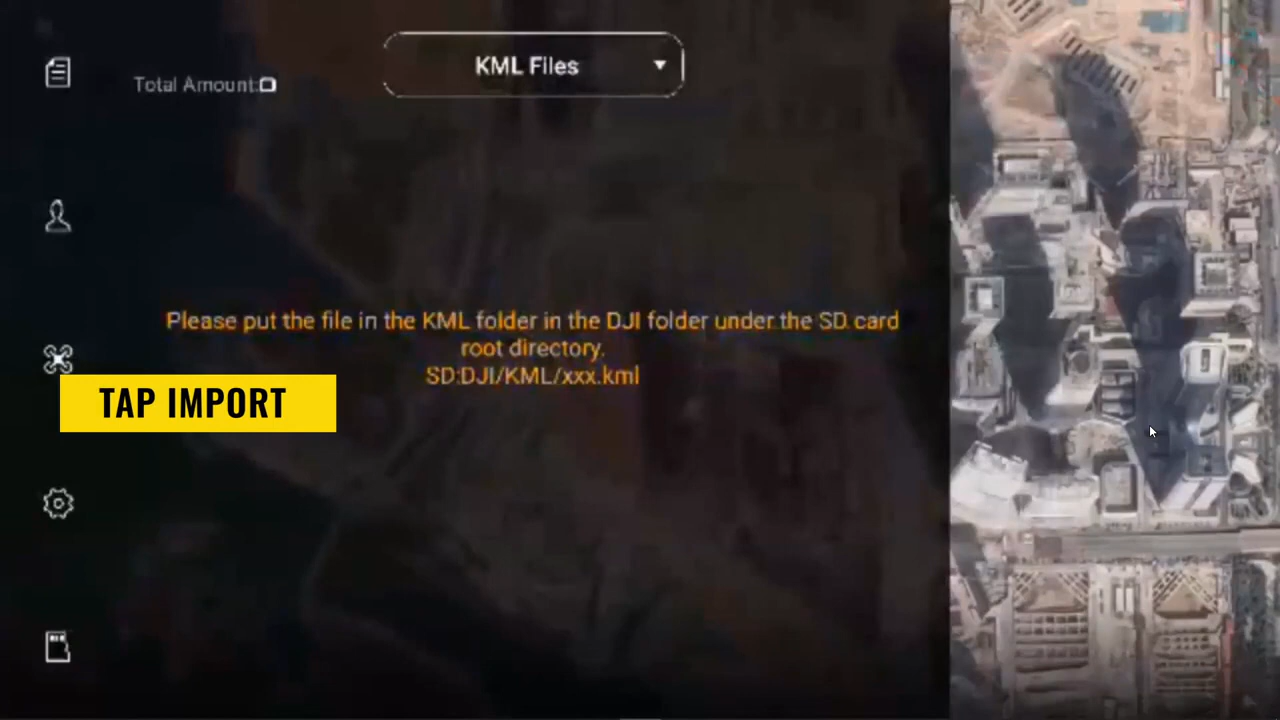 KML Files
Total Amount:0
Please put the file in the KML folder in the DJI folder under the SD card
root directory.
SD:DJI/KML/xxx.kml
TAP IMPORT